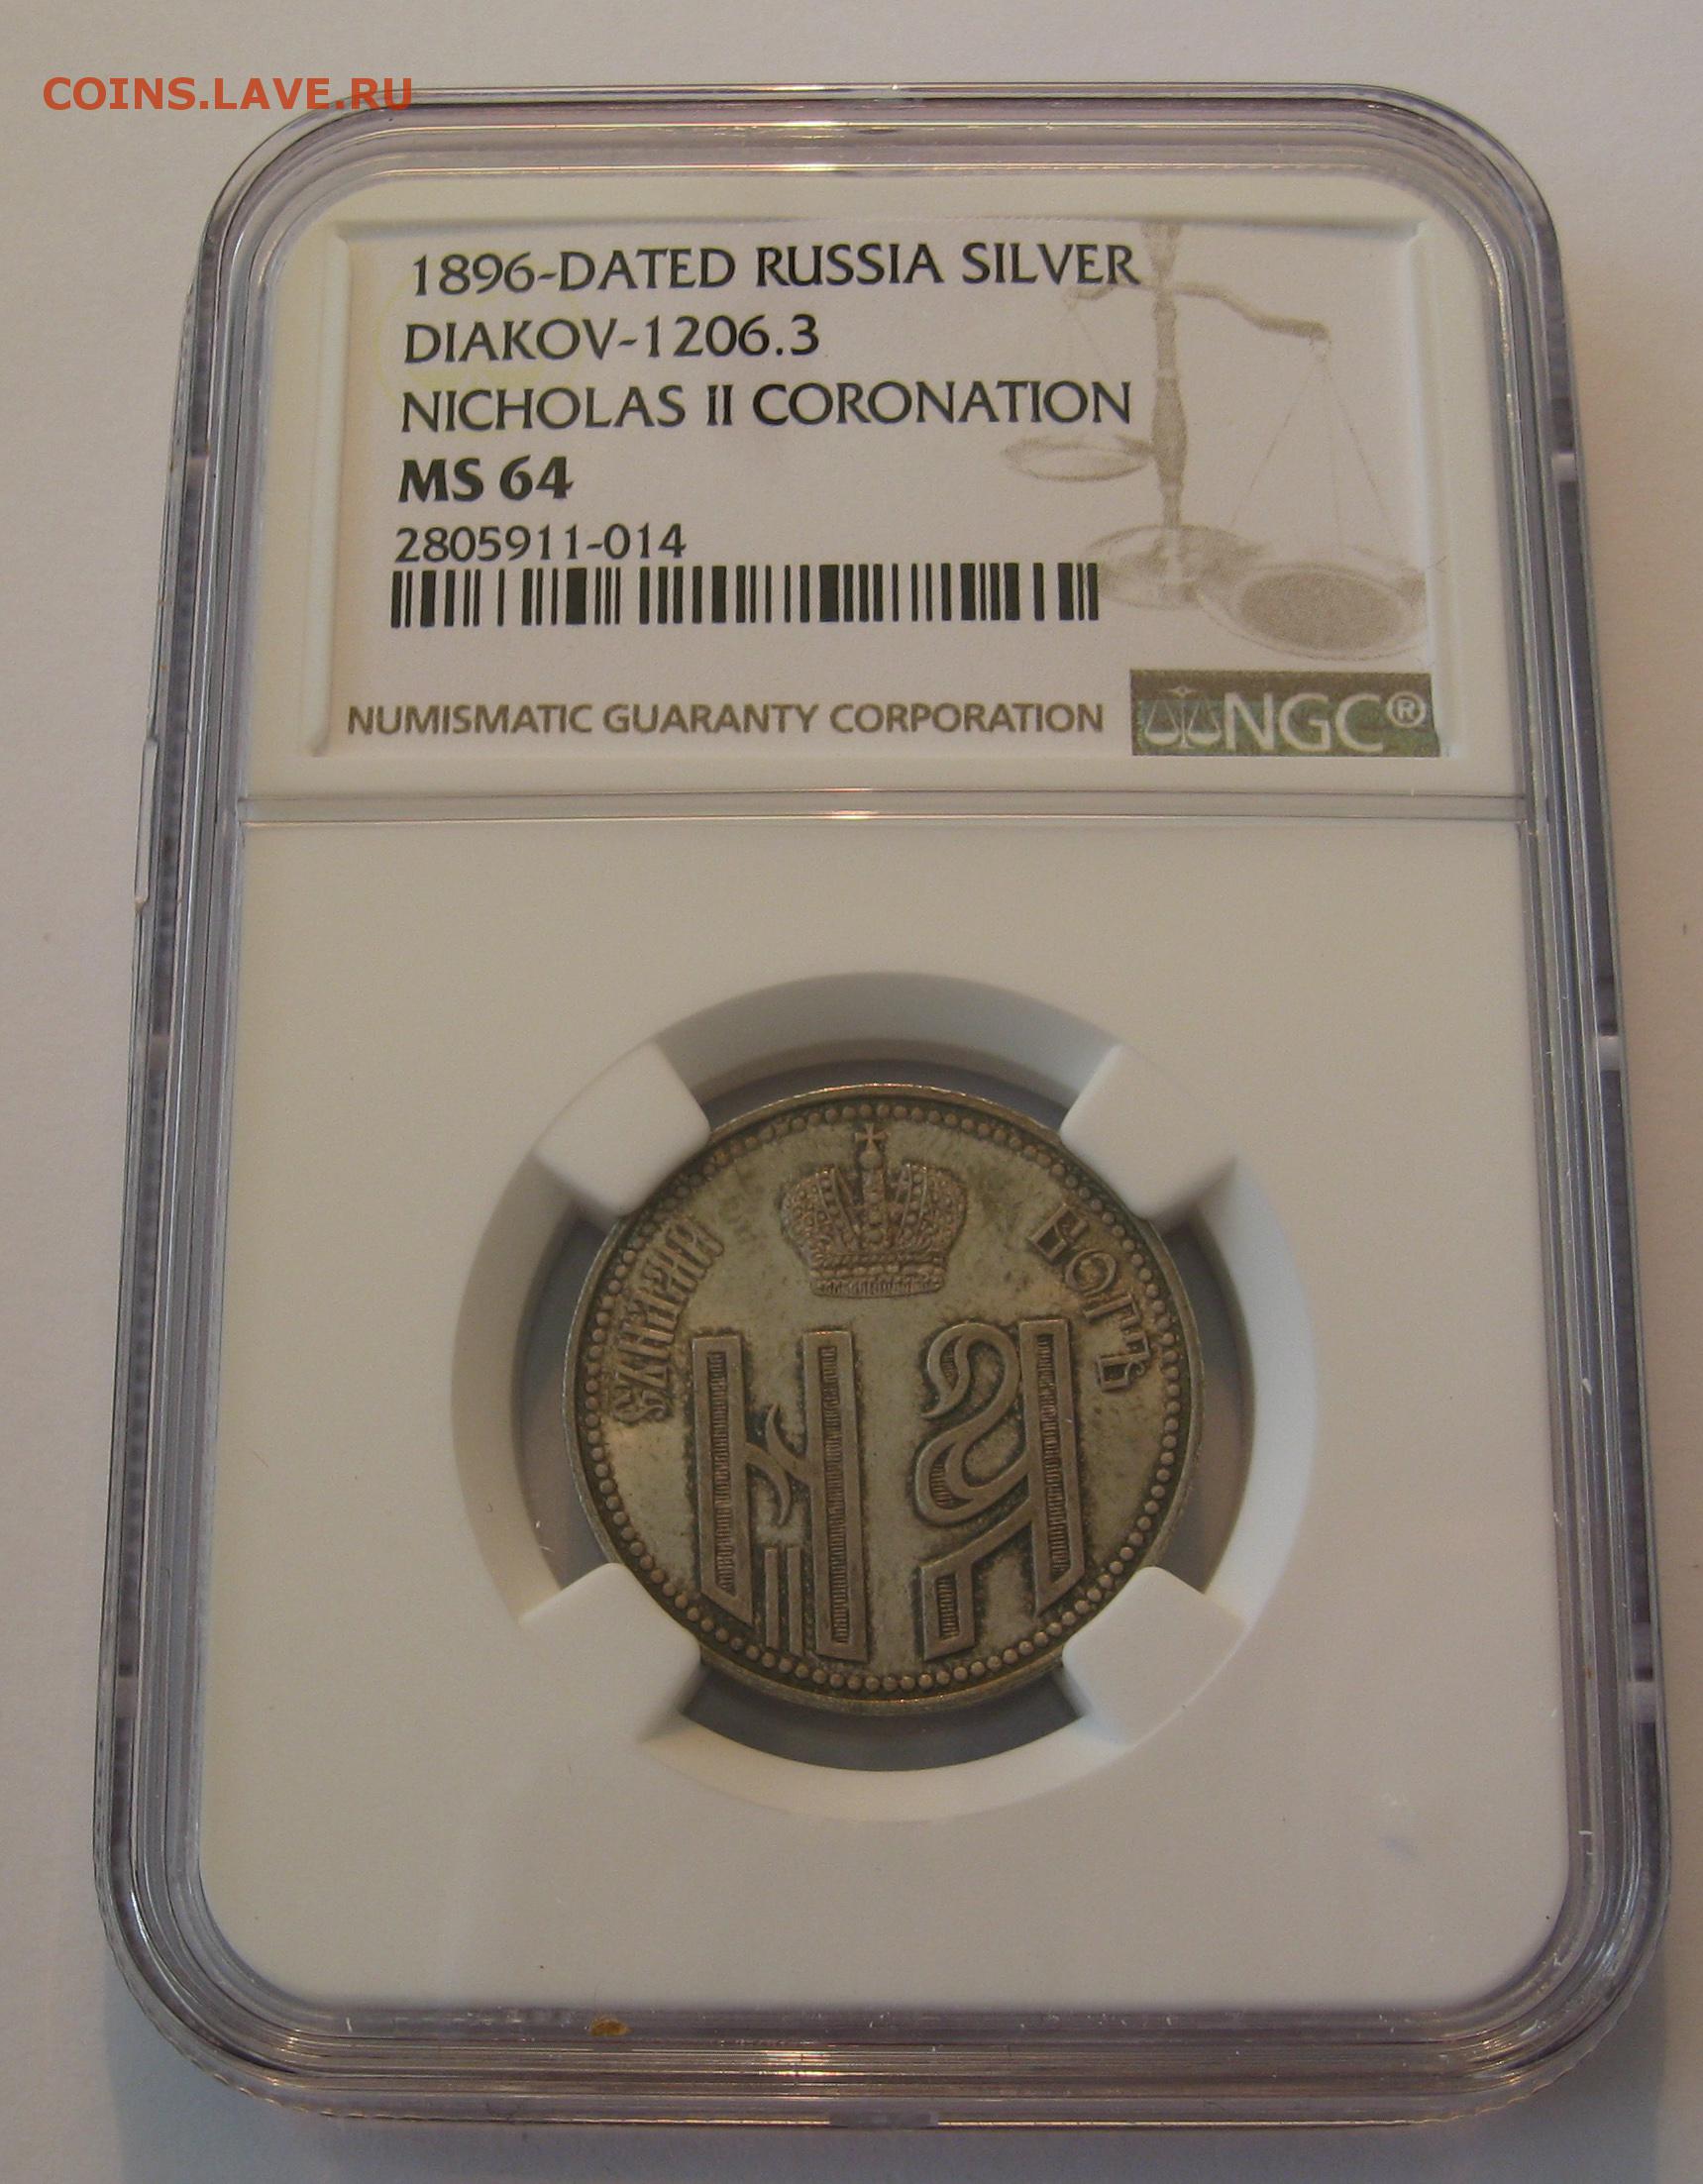 COINS.LAVE.RU
1896-DATED RUSSIA SILVER
DIAKOV-1206.3
NICHOLAS II CORONATION
MS 64
2805911-014
NUMISMATIC GUARANTY CORPORATION NGC®